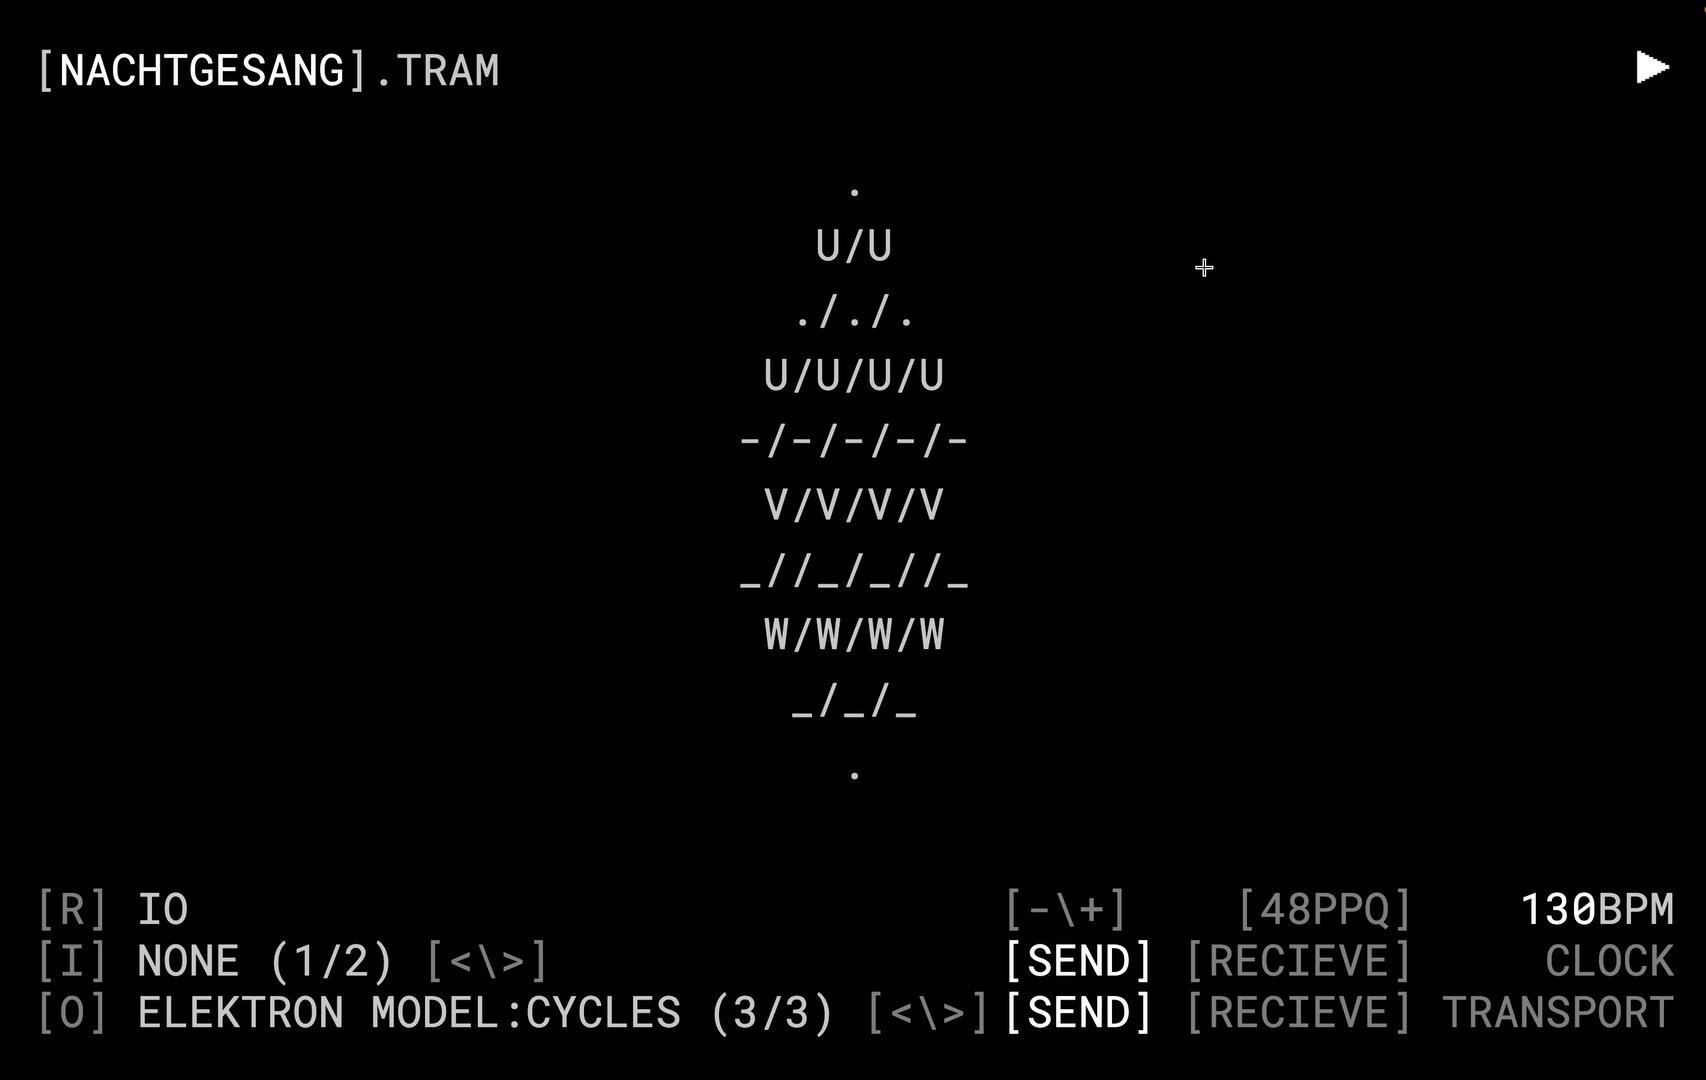 [NACHTGESANG].TRAM
.
U/U
././.
U/U/U/U
-/-/-/-/-
V/V/V/V
_//_/_//_
W/W/W/W
_/_/_
.
[R] IO [-\+] [48PPQ] 130BPM
[I] NONE (1/2) [<\>] [SEND] [RECIEVE] CLOCK
[O] ELEKTRON MODEL:CYCLES (3/3) [<\>] [SEND] [RECIEVE] TRANSPORT